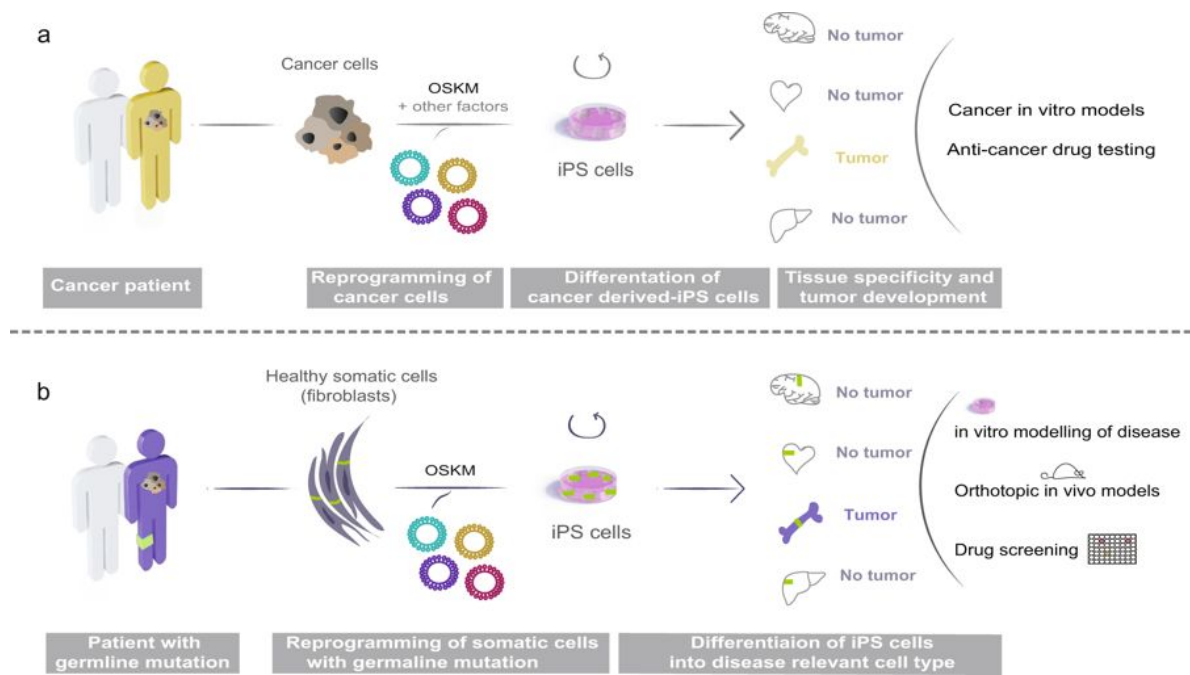 a
Cancer cells
OSKM
+ other factors
iPS cells
No tumor
No tumor
Tumor
No tumor
Cancer in vitro models
Anti-cancer drug testing
Cancer patient
Reprogramming of
cancer cells
Differentation of
cancer derived-iPS cells
Tissue specificity and
tumor development
b
Healthy somatic cells
(fibroblasts)
OSKM
iPS cells
No tumor
No tumor
Tumor
No tumor
in vitro modelling of disease
Orthotopic in vivo models
Drug screening
Patient with
germline mutation
Reprogramming of somatic cells
with germaline mutation
Differentiaion of iPS cells
into disease relevant cell type